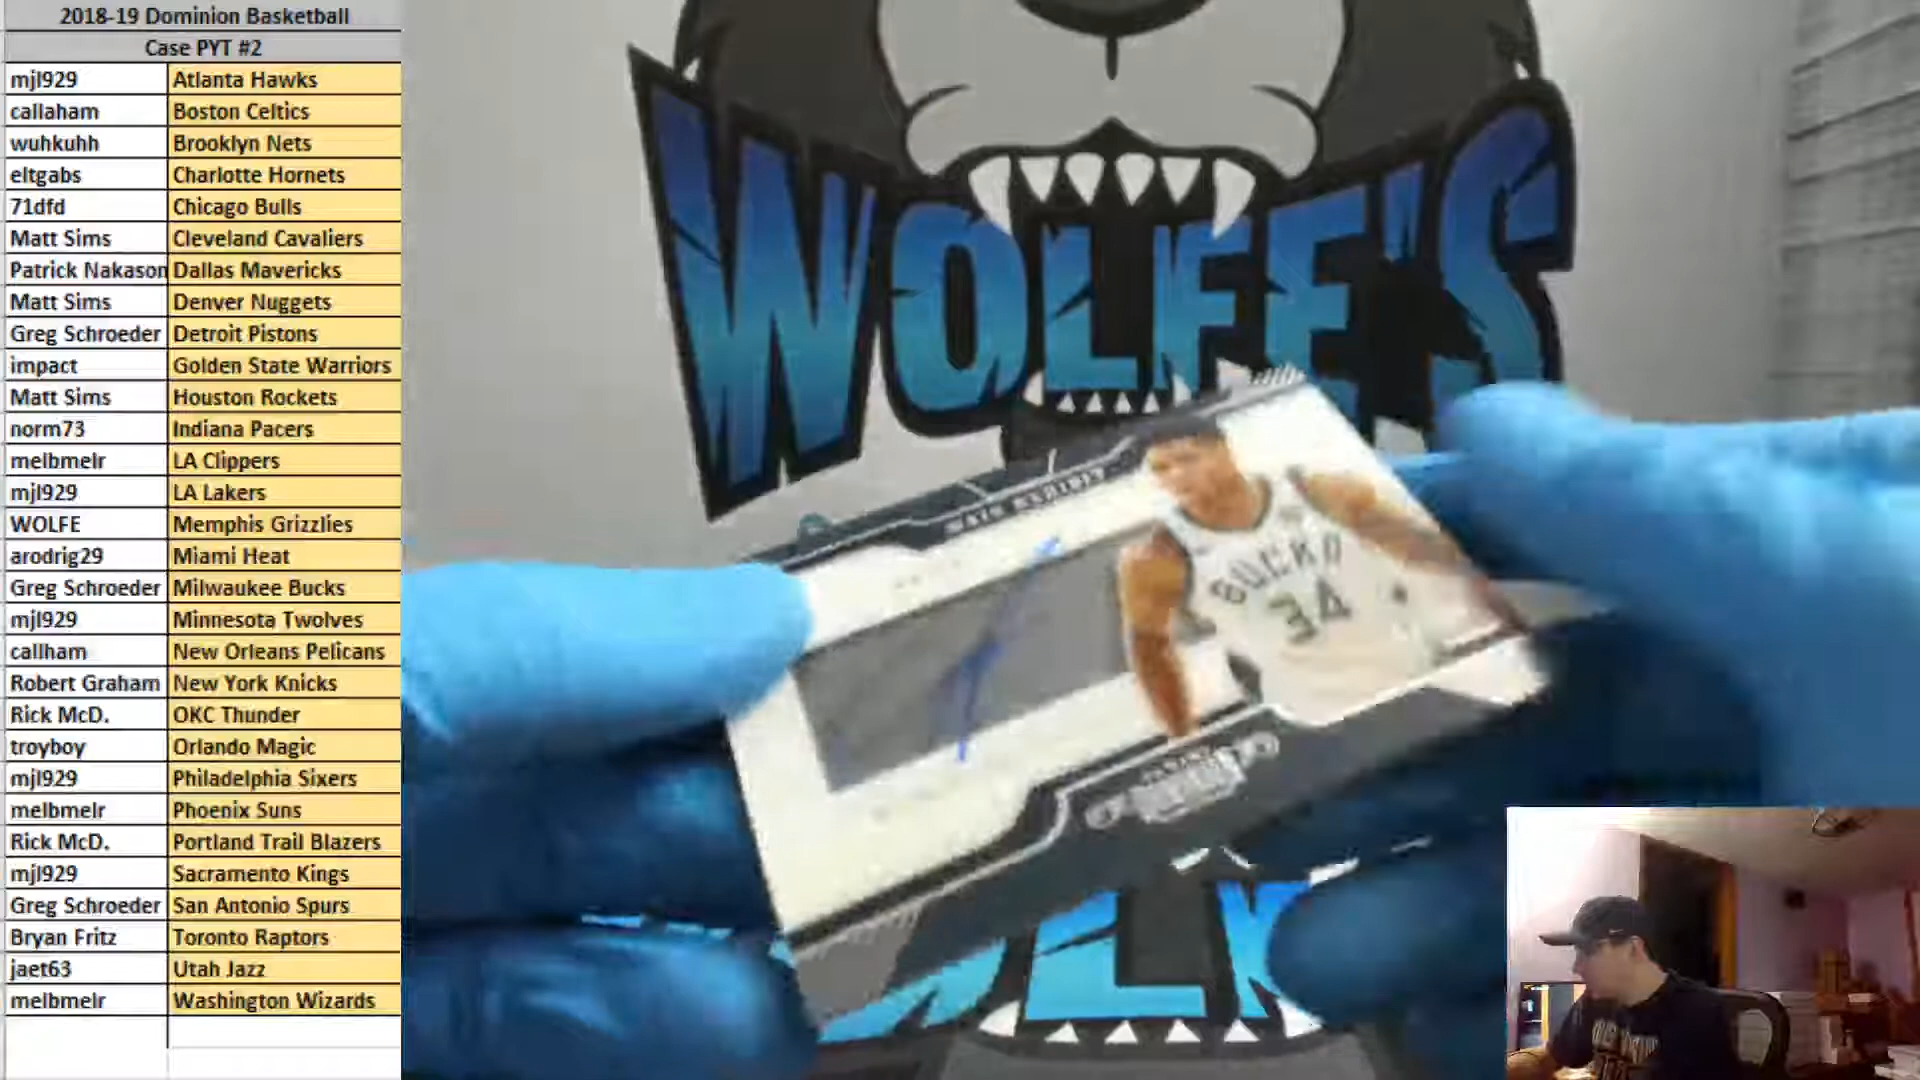 2018-19 Dominion Basketball
Case PYT #2
mjl929 Atlanta Hawks
callaham Boston Celtics
wuhkuhh Brooklyn Nets
eltgabs Charlotte Hornets
71dfd Chicago Bulls
Matt Sims Cleveland Cavaliers
Patrick Nakason Dallas Mavericks
Matt Sims Denver Nuggets
Greg Schroeder Detroit Pistons
impact Golden State Warriors
Matt Sims Houston Rockets
norm73 Indiana Pacers
melbmelr LA Clippers
mjl929 LA Lakers
WOLFE Memphis Grizzlies
arodrig29 Miami Heat
Greg Schroeder Milwaukee Bucks
mjl929 Minnesota Twolves
callham New Orleans Pelicans
Robert Graham New York Knicks
Rick McD. OKC Thunder
troyboy Orlando Magic
mjl929 Philadelphia Sixers
melbmelr Phoenix Suns
Rick McD. Portland Trail Blazers
mjl929 Sacramento Kings
Greg Schroeder San Antonio Spurs
Bryan Fritz Toronto Raptors
jaet63 Utah Jazz
melbmelr Washington Wizards
WOLFE'S
BUCKS
34